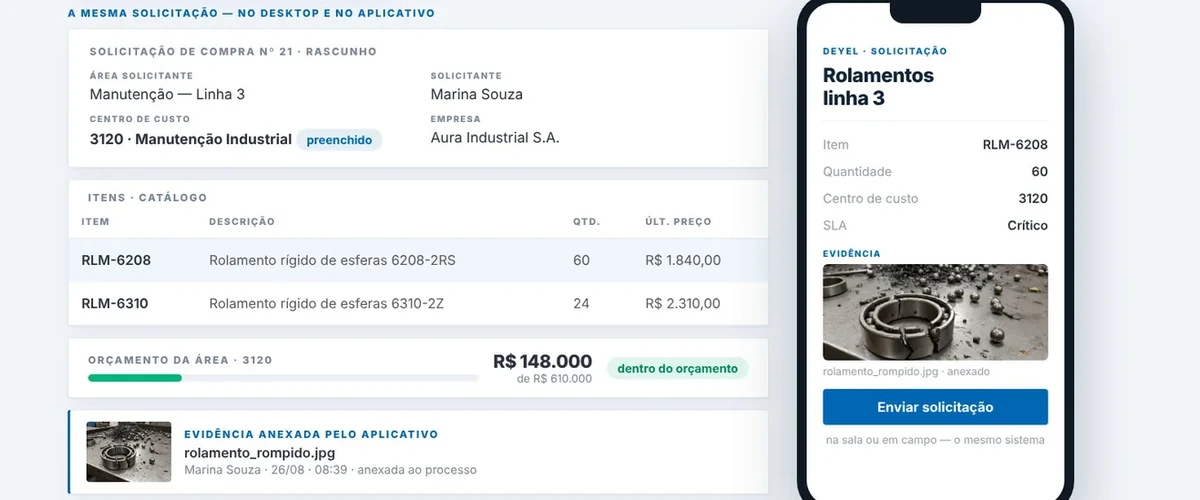 A MESMA SOLICITAÇÃO — NO DESKTOP E NO APLICATIVO
SOLICITAÇÃO DE COMPRA Nº 21 · RASCUNHO
ÁREA SOLICITANTE
Manutenção — Linha 3
SOLICITANTE
Marina Souza
CENTRO DE CUSTO
3120 · Manutenção Industrial preenchido
EMPRESA
Aura Industrial S.A.
ITENS · CATÁLOGO
ITEM DESCRIÇÃO QTD. ÚLT. PREÇO
RLM-6208 Rolamento rígido de esferas 6208-2RS 60 R$ 1.840,00
RLM-6310 Rolamento rígido de esferas 6310-2Z 24 R$ 2.310,00
ORÇAMENTO DA ÁREA · 3120
R$ 148.000
de R$ 610.000
dentro do orçamento
EVIDÊNCIA ANEXADA PELO APLICATIVO
rolamento_rompido.jpg
Marina Souza · 26/08 · 08:39 · anexada ao processo
DEYEL · SOLICITAÇÃO
Rolamentos
linha 3
Item RLM-6208
Quantidade 60
Centro de custo 3120
SLA Crítico
EVIDÊNCIA
rolamento_rompido.jpg · anexado
Enviar solicitação
na sala ou em campo — o mesmo sistema